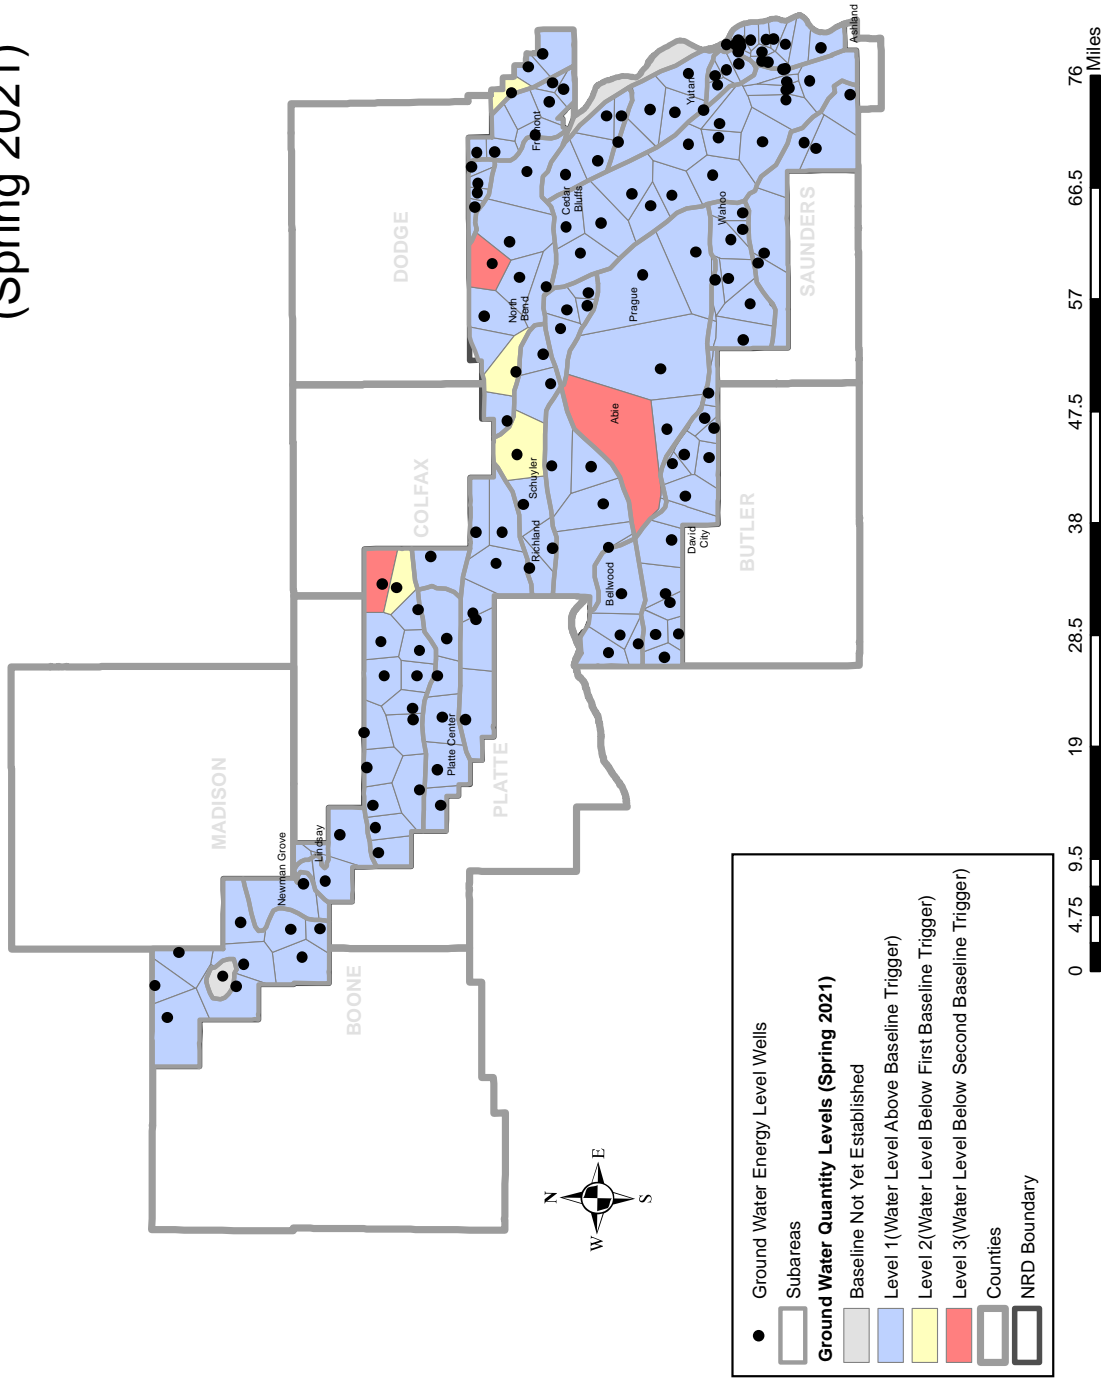 (Spring 2021)
MADISON
BOONE
PLATTE
COLFAX
DODGE
BUTLER
SAUNDERS
Newman Grove
Lindsay
Platte Center
Richland
Schuyler
North
Bend
Fremont
Cedar
Bluffs
Bellwood
David
City
Abie
Prague
Wahoo
Yutan
Ashland
N
W
E
S
Ground Water Energy Level Wells
Subareas
Ground Water Quantity Levels (Spring 2021)
Baseline Not Yet Established
Level 1(Water Level Above Baseline Trigger)
Level 2(Water Level Below First Baseline Trigger)
Level 3(Water Level Below Second Baseline Trigger)
Counties
NRD Boundary
0 4.75 9.5 19 28.5 38 47.5 57 66.5 76
Miles